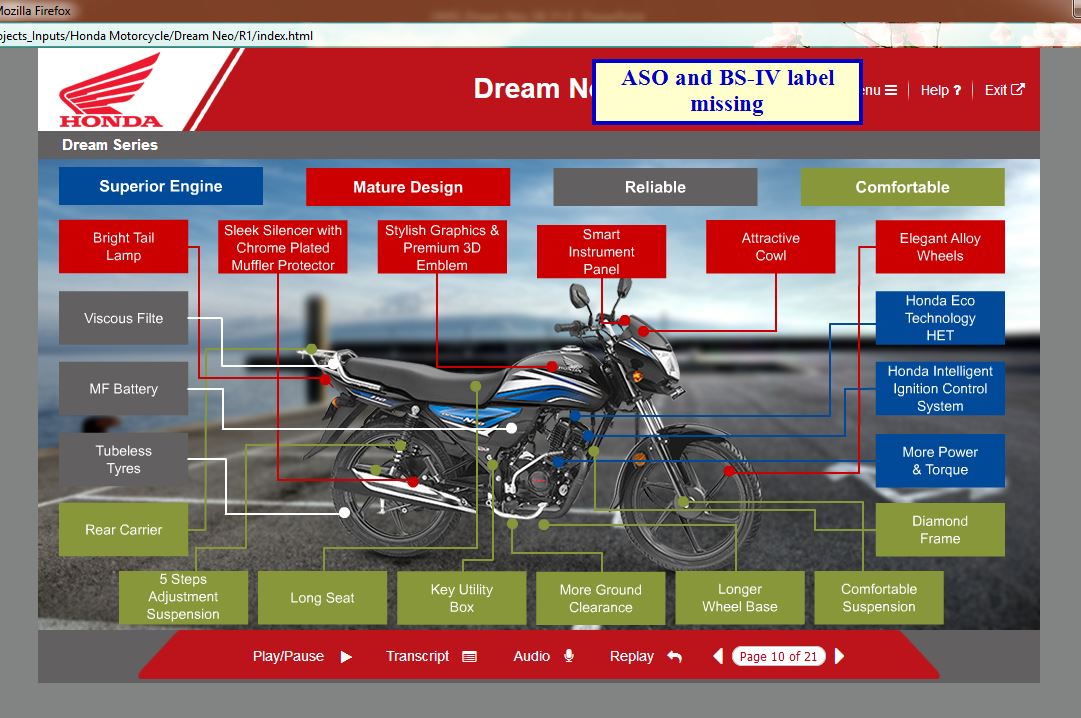 Mozilla Firefox
ojects_Inputs/Honda Motorcycle/Dream Neo/R1/index.html
HONDA
Dream
ASO and BS-IV label
missing
Help ?
Exit
Dream Series
Superior Engine
Mature Design
Reliable
Comfortable
Bright Tail
Lamp
Sleek Silencer with
Chrome Plated
Muffler Protector
Stylish Graphics &
Premium 3D
Emblem
Smart
Instrument
Panel
Attractive
Cowl
Elegant Alloy
Wheels
Viscous Filte
Honda Eco
Technology
HET
MF Battery
Honda Intelligent
Ignition Control
System
Tubeless
Tyres
More Power
& Torque
Rear Carrier
Diamond
Frame
5 Steps
Adjustment
Suspension
Long Seat
Key Utility
Box
More Ground
Clearance
Longer
Wheel Base
Comfortable
Suspension
Play/Pause
Transcript
Audio
Replay
Page 10 of 21